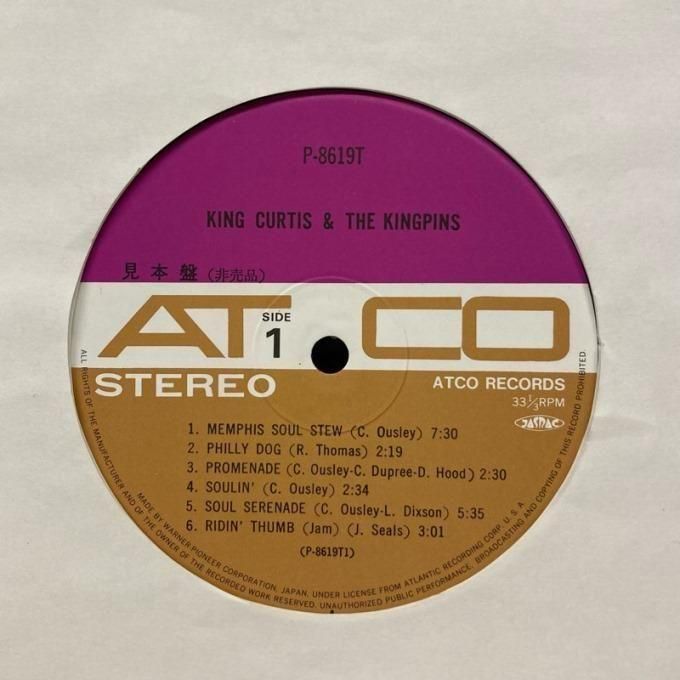 P-8619T
KING CURTIS & THE KINGPINS
見本盤(非売品)
ATCO
SIDE
1
STEREO
ATCO RECORDS
33 1/3 RPM
JASRAC
1. MEMPHIS SOUL STEW (C. Ousley) 7:30
2. PHILLY DOG (R. Thomas) 2:19
3. PROMENADE (C. Ousley-C. Dupree-D. Hood) 2:30
4. SOULIN' (C. Ousley) 2:34
5. SOUL SERENADE (C. Ousley-L. Dixson) 5:35
6. RIDIN' THUMB (Jam) (J. Seals) 3:01
(P-8619T1)
ALL RIGHTS OF THE MANUFACTURER AND OF THE OWNER OF THE RECORDED WORK RESERVED. UNAUTHORIZED PUBLIC PERFORMANCE, BROADCASTING AND COPYING OF THIS RECORD PROHIBITED.
MADE BY WARNER-PIONEER CORPORATION, JAPAN, UNDER LICENSE FROM ATLANTIC RECORDING CORP., U.S.A